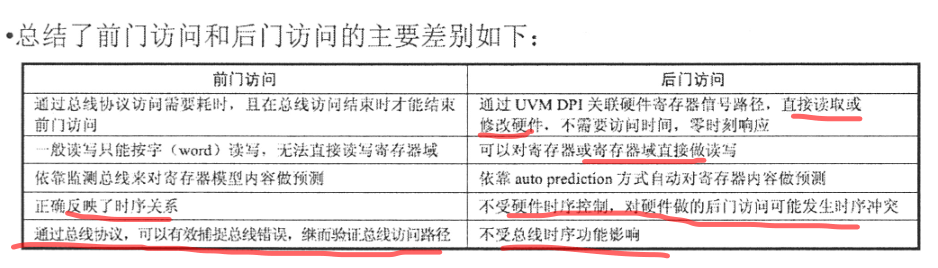 •总结了前门访问和后门访问的主要差别如下：
前门访问
后门访问
通过总线协议访问需要耗时，且在总线访问结束时才能结束
前门访问
通过 UVM DPI 关联硬件寄存器信号路径，直接读取或
修改硬件，不需要访问时间，零时刻响应
一般读写只能按字（word）读写，无法直接读写寄存器域
可以对寄存器或寄存器域直接做读写
依靠监测总线来对寄存器模型内容做预测
依靠 auto prediction 方式自动对寄存器内容做预测
正确反映了时序关系
不受硬件时序控制，对硬件做的后门访问可能发生时序冲突
通过总线协议，可以有效捕捉总线错误，继而验证总线访问路径
不受总线时序功能影响